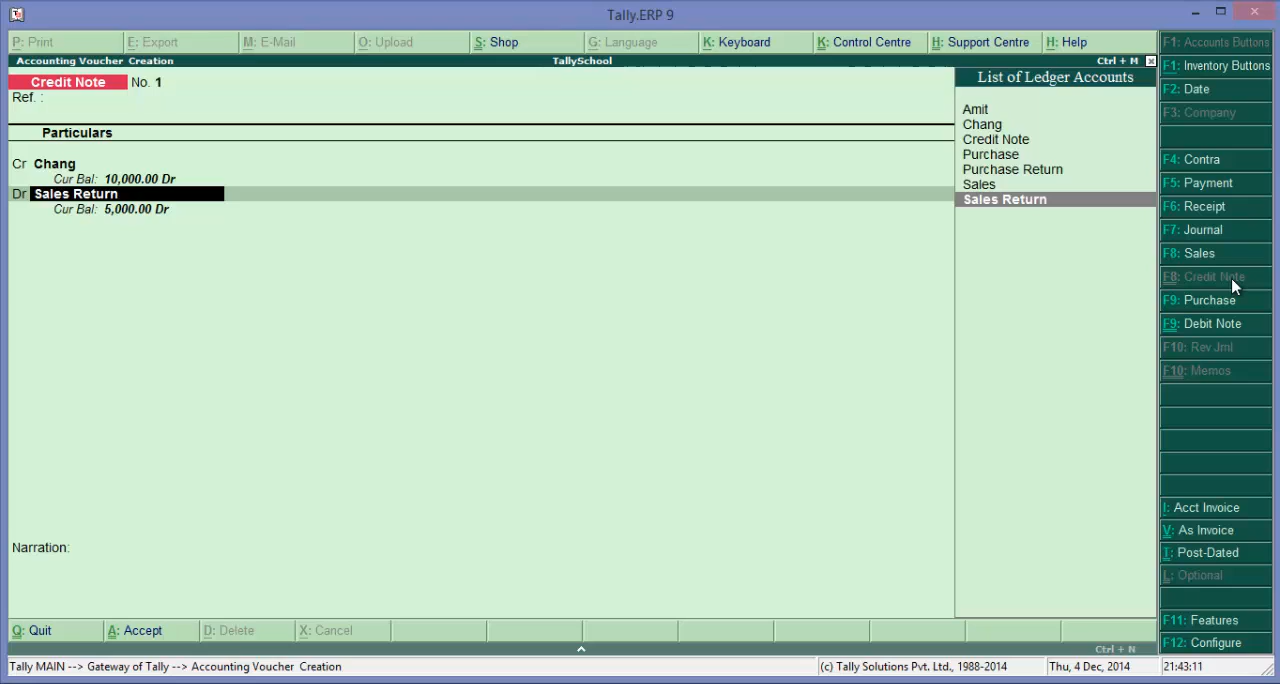 Tally.ERP 9
P: Print E: Export M: E-Mail O: Upload S: Shop G: Language K: Keyboard K: Control Centre H: Support Centre H: Help
Accounting Voucher Creation TallySchool Ctrl + M
Credit Note No. 1
Ref. :
Particulars
Cr Chang
Cur Bal: 10,000.00 Dr
Dr Sales Return
Cur Bal: 5,000.00 Dr
Narration:
List of Ledger Accounts
Amit
Chang
Credit Note
Purchase
Purchase Return
Sales
Sales Return
F1: Accounts Buttons
F1: Inventory Buttons
F2: Date
F3: Company
F4: Contra
F5: Payment
F6: Receipt
F7: Journal
F8: Sales
F8: Credit Note
F9: Purchase
F9: Debit Note
F10: Rev Jrnl
F10: Memos
I: Acct Invoice
V: As Invoice
T: Post-Dated
L: Optional
F11: Features
F12: Configure
Q: Quit A: Accept D: Delete X: Cancel
Ctrl + N
Tally MAIN --> Gateway of Tally --> Accounting Voucher Creation (c) Tally Solutions Pvt. Ltd., 1988-2014 Thu, 4 Dec, 2014 21:43:11